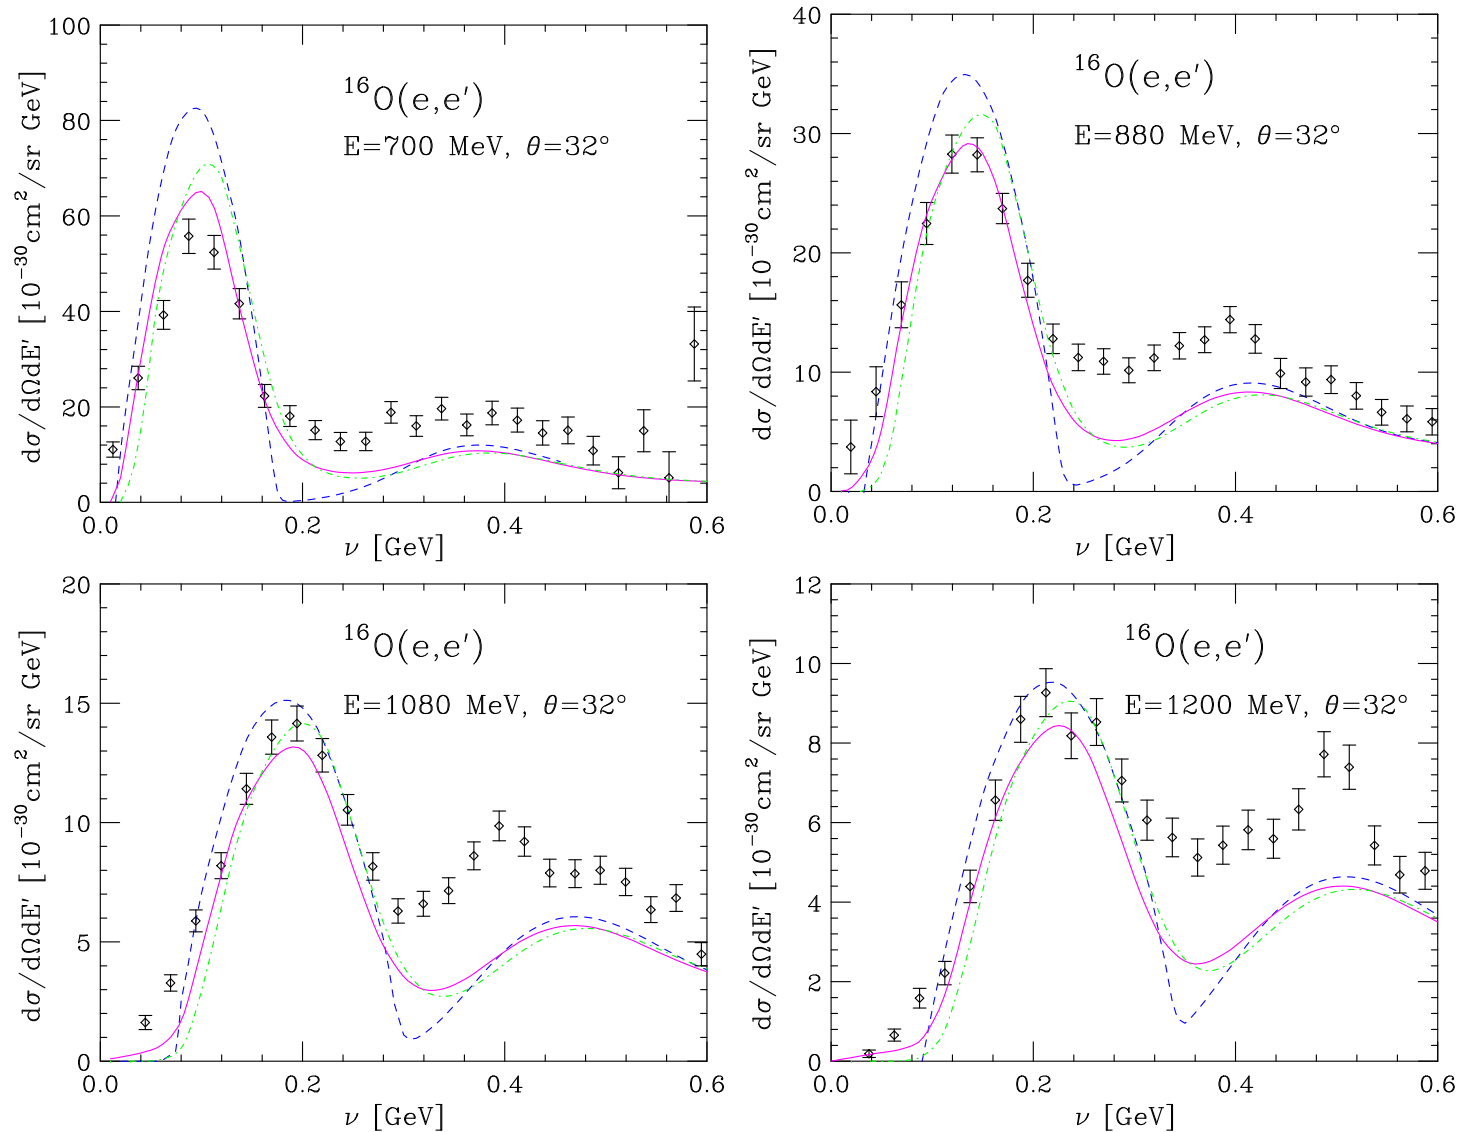 100
80
60
40
20
0
0.0 0.2 0.4 0.6
dσ/dΩdE′ [10⁻³⁰cm²/sr GeV]
¹⁶O(e,e′)
E=700 MeV, θ=32°
ν [GeV]
40
30
20
10
0
0.0 0.2 0.4 0.6
dσ/dΩdE′ [10⁻³⁰cm²/sr GeV]
¹⁶O(e,e′)
E=880 MeV, θ=32°
ν [GeV]
20
15
10
5
0
0.0 0.2 0.4 0.6
dσ/dΩdE′ [10⁻³⁰cm²/sr GeV]
¹⁶O(e,e′)
E=1080 MeV, θ=32°
ν [GeV]
12
10
8
6
4
2
0
0.0 0.2 0.4 0.6
dσ/dΩdE′ [10⁻³⁰cm²/sr GeV]
¹⁶O(e,e′)
E=1200 MeV, θ=32°
ν [GeV]